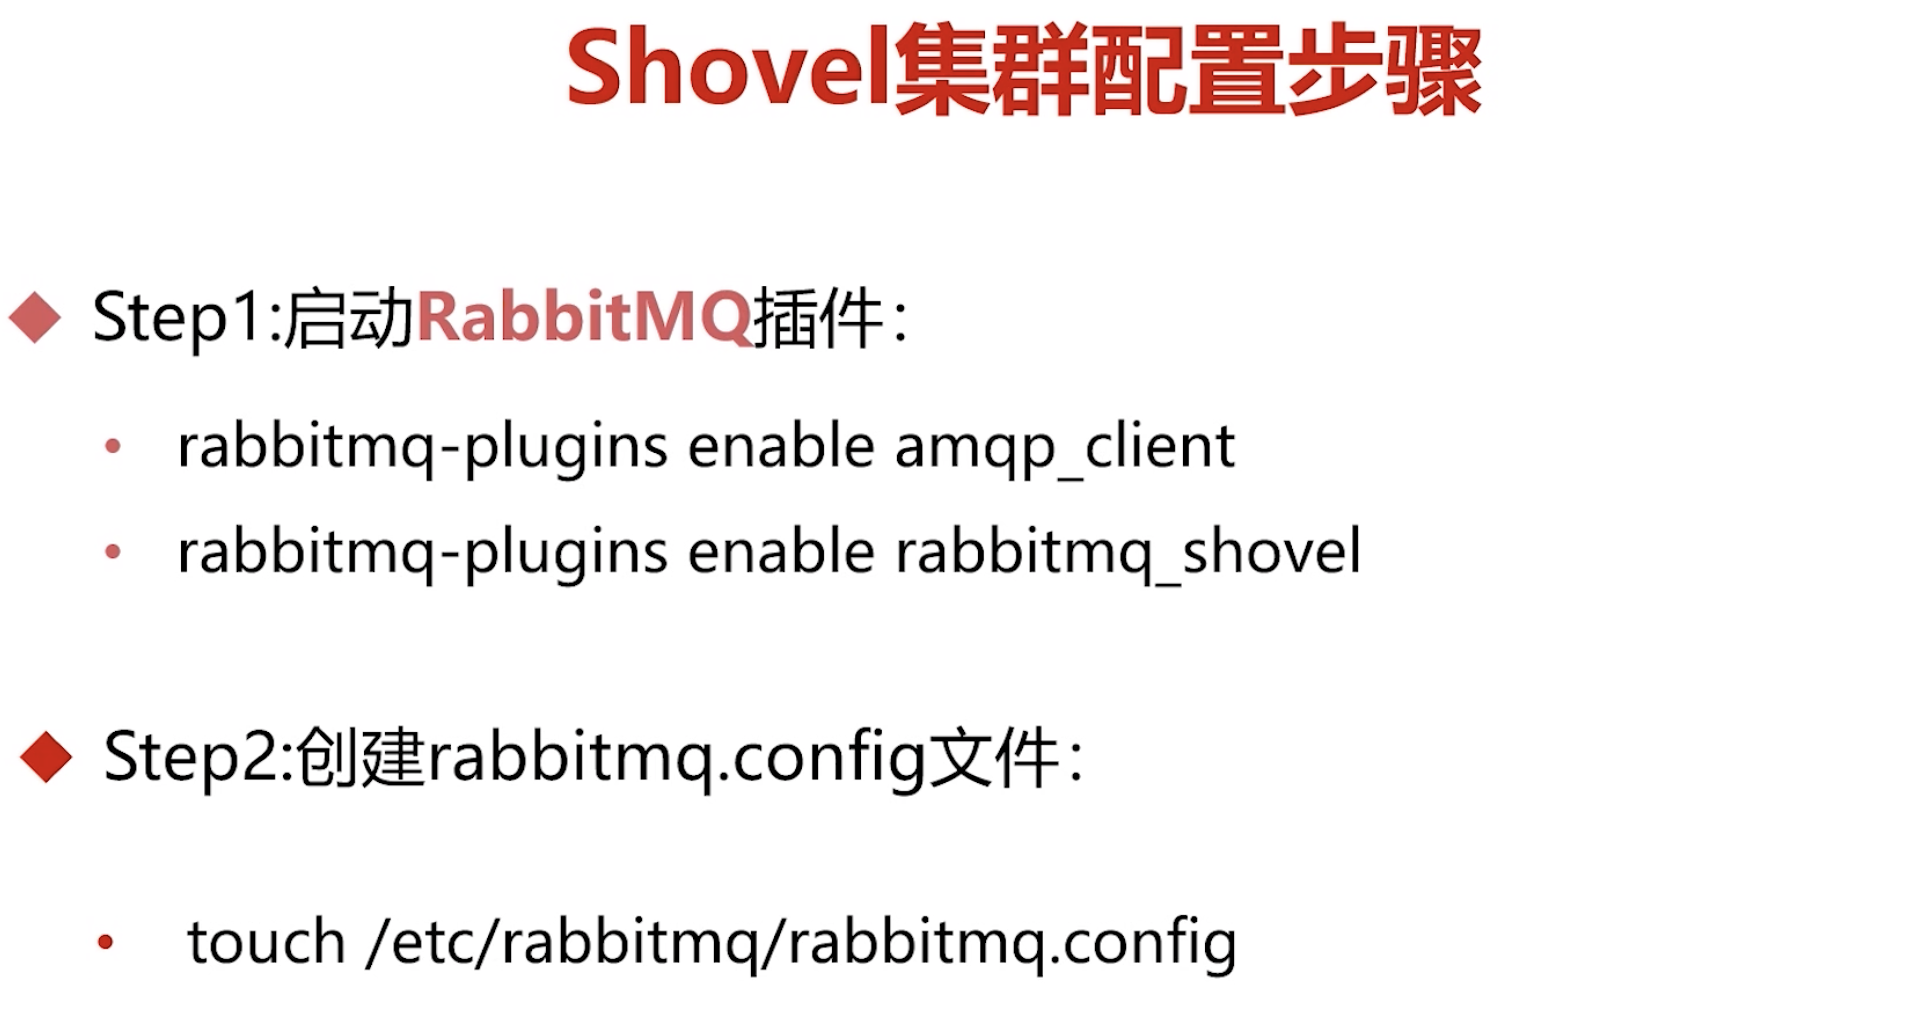 Shovel集群配置步骤
Step1:启动RabbitMQ插件：
rabbitmq-plugins enable amqp_client
rabbitmq-plugins enable rabbitmq_shovel
Step2:创建rabbitmq.config文件：
touch /etc/rabbitmq/rabbitmq.config